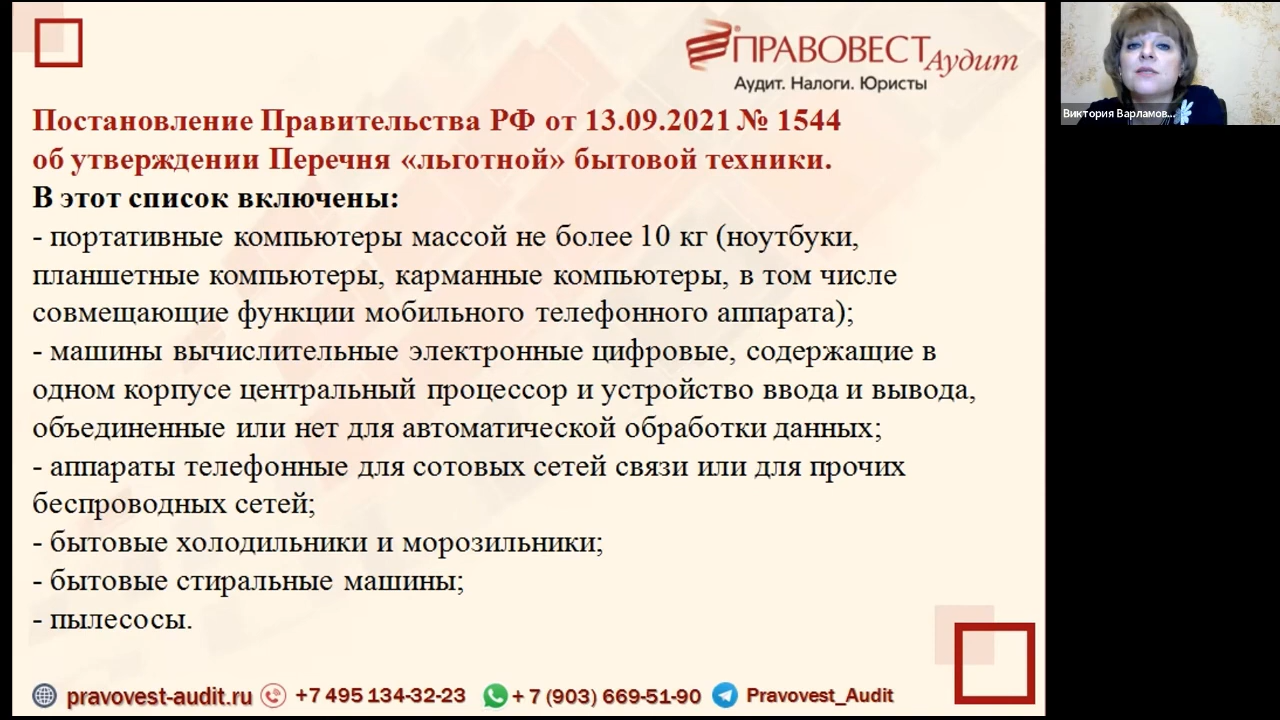 ПРАВОВЕСТ Аудит
Аудит. Налоги. Юристы
Виктория Варламов...
Постановление Правительства РФ от 13.09.2021 № 1544
об утверждении Перечня «льготной» бытовой техники.
В этот список включены:
- портативные компьютеры массой не более 10 кг (ноутбуки,
планшетные компьютеры, карманные компьютеры, в том числе
совмещающие функции мобильного телефонного аппарата);
- машины вычислительные электронные цифровые, содержащие в
одном корпусе центральный процессор и устройство ввода и вывода,
объединенные или нет для автоматической обработки данных;
- аппараты телефонные для сотовых сетей связи или для прочих
беспроводных сетей;
- бытовые холодильники и морозильники;
- бытовые стиральные машины;
- пылесосы.
pravovest-audit.ru +7 495 134-32-23 + 7 (903) 669-51-90 Pravovest_Audit